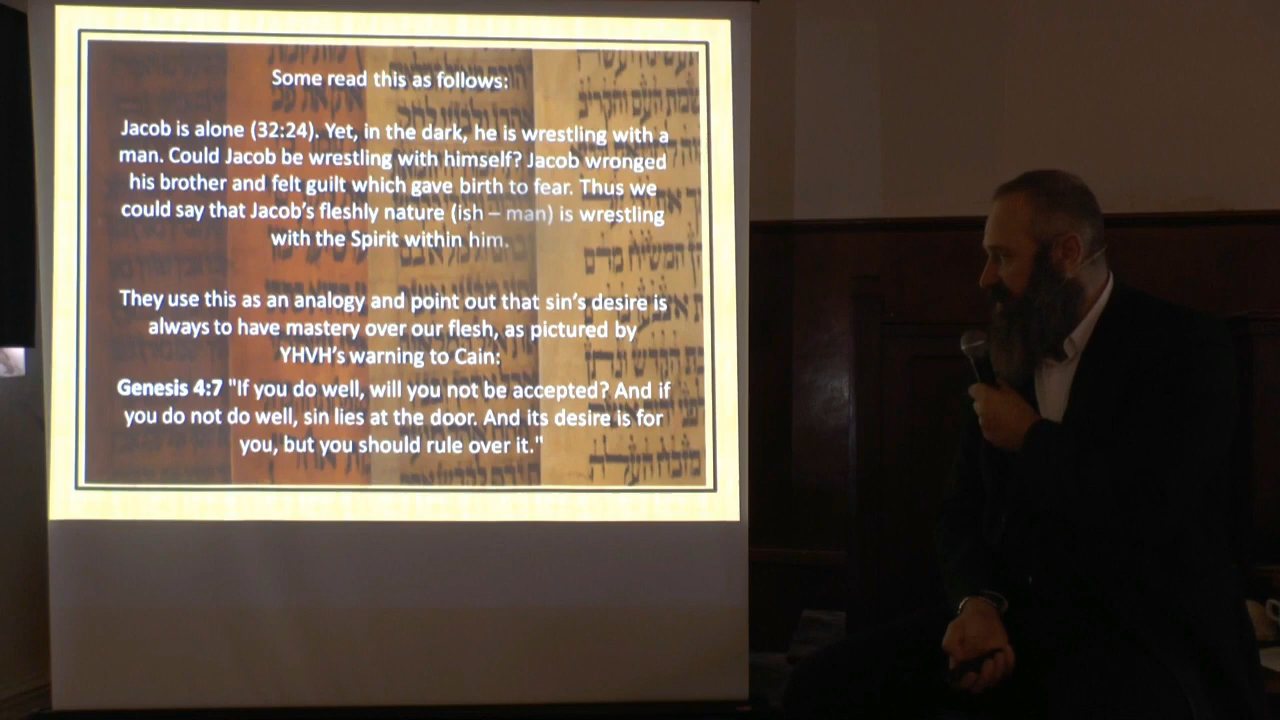 Some read this as follows:
Jacob is alone (32:24). Yet, in the dark, he is wrestling with a
man. Could Jacob be wrestling with himself? Jacob wronged
his brother and felt guilt which gave birth to fear. Thus we
could say that Jacob's fleshly nature (ish – man) is wrestling
with the Spirit within him.
They use this as an analogy and point out that sin's desire is
always to have mastery over our flesh, as pictured by
YHVH's warning to Cain:
Genesis 4:7 "If you do well, will you not be accepted? And if
you do not do well, sin lies at the door. And its desire is for
you, but you should rule over it."